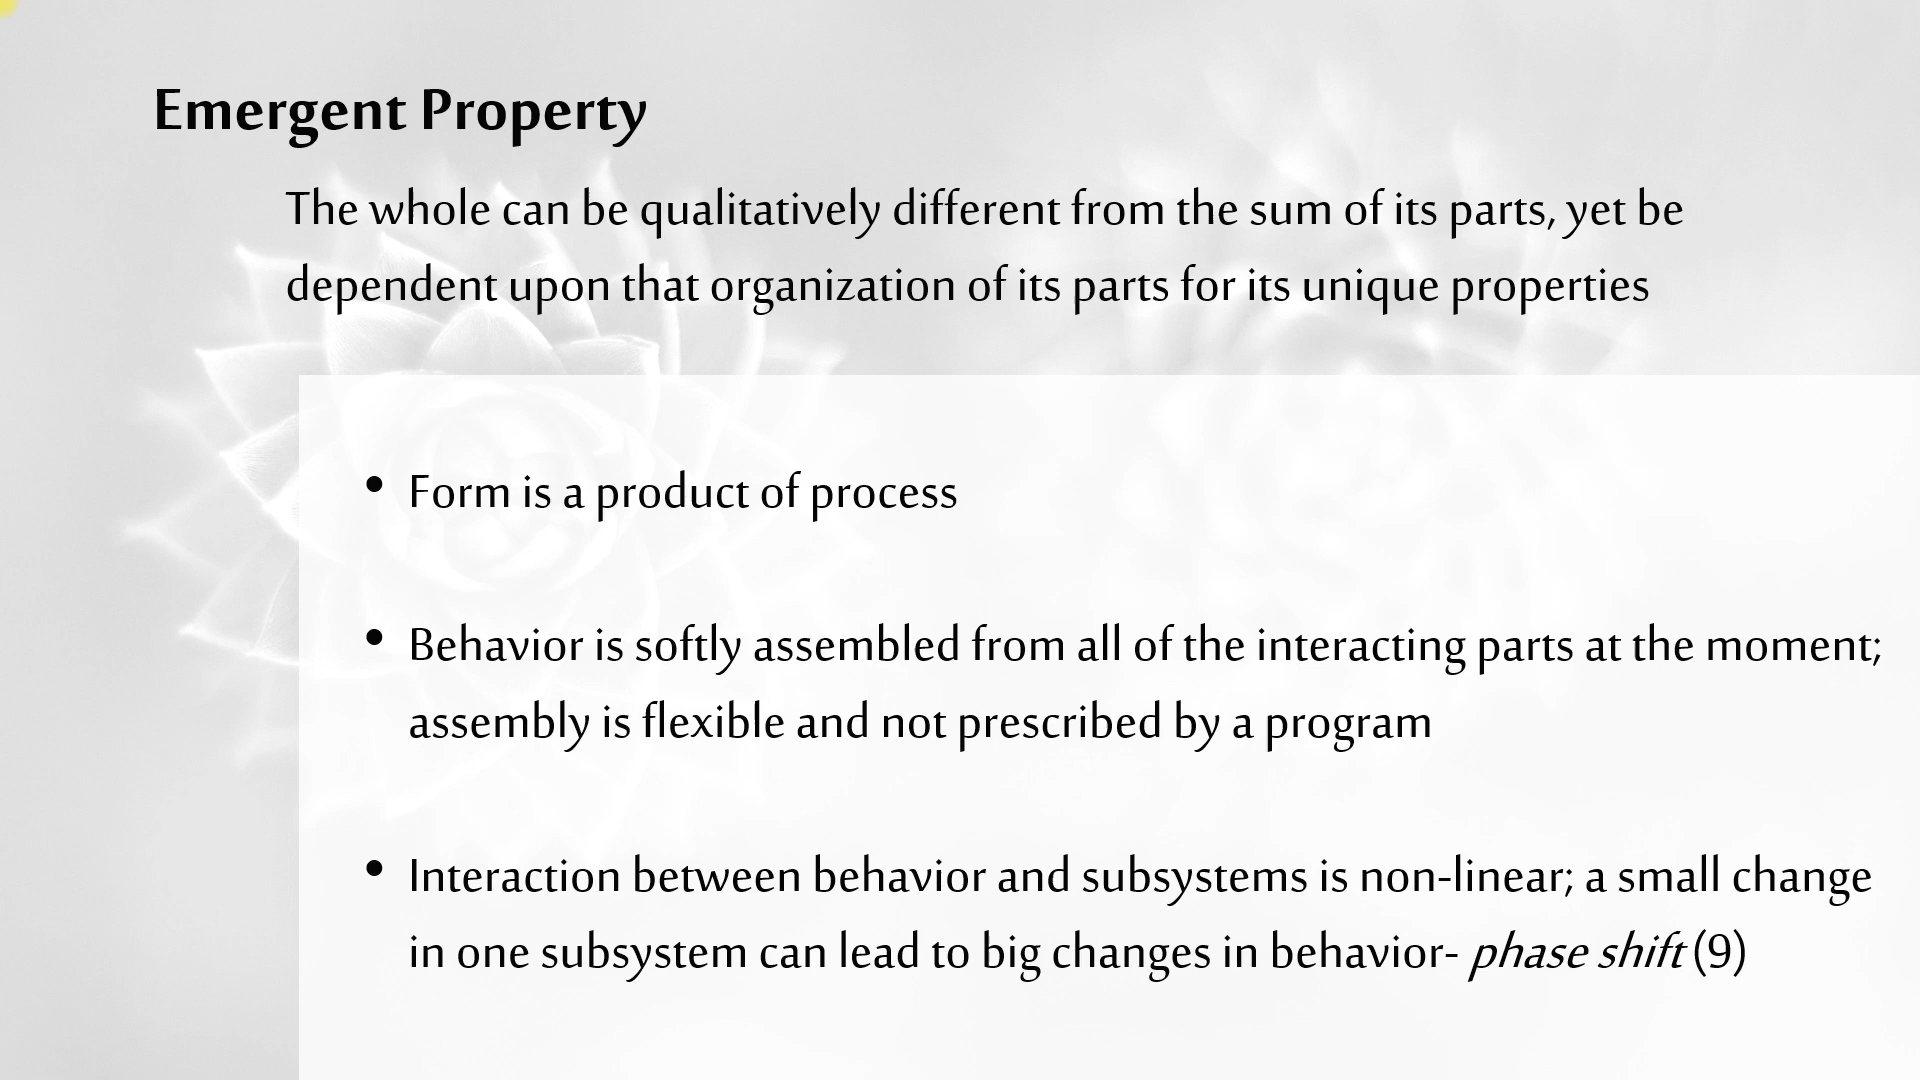 Emergent Property
The whole can be qualitatively different from the sum of its parts, yet be
dependent upon that organization of its parts for its unique properties
• Form is a product of process
• Behavior is softly assembled from all of the interacting parts at the moment;
assembly is flexible and not prescribed by a program
• Interaction between behavior and subsystems is non-linear; a small change
in one subsystem can lead to big changes in behavior- phase shift (9)